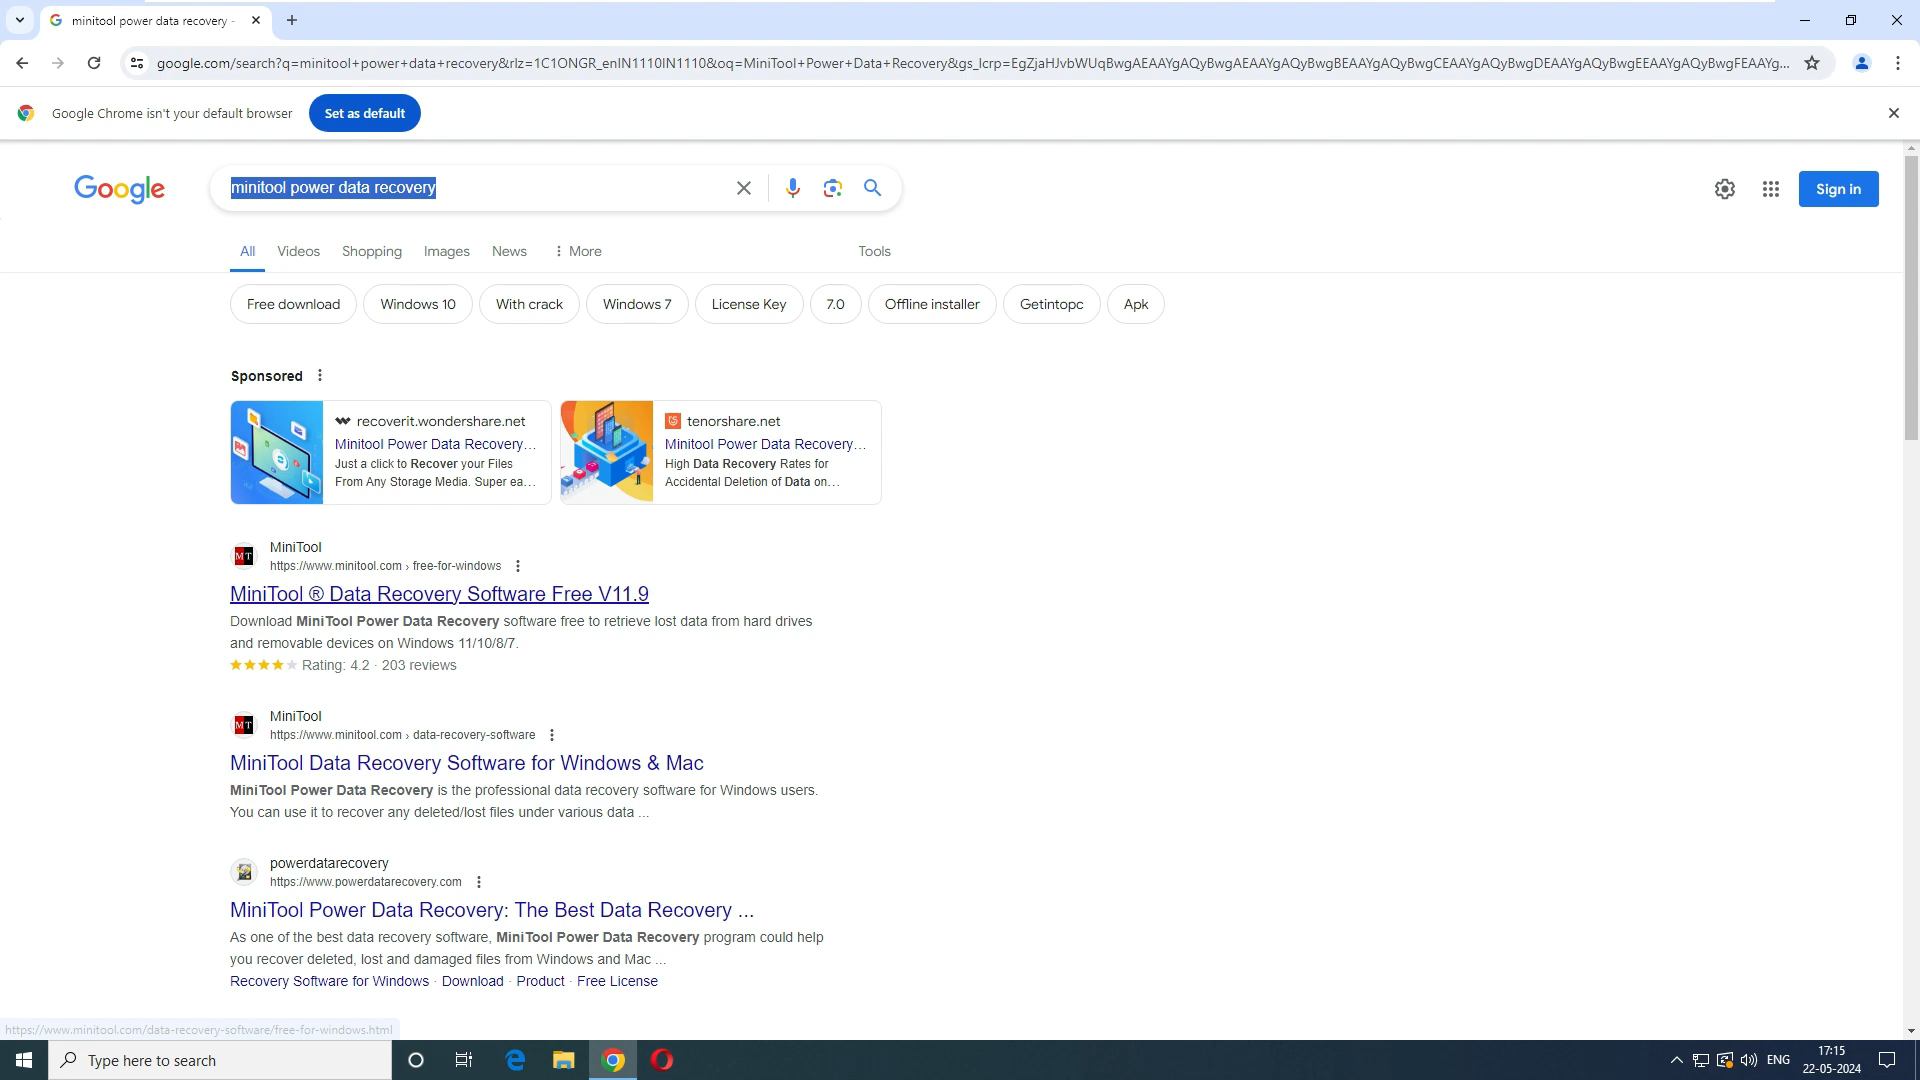 minitool power data recovery -
google.com/search?q=minitool+power+data+recovery&rlz=1C1ONGR_enIN1110IN1110&oq=MiniTool+Power+Data+Recovery&gs_lcrp=EgZjaHJvbWUqBwgAEAAYgAQyBwgAEAAYgAQyBwgBEAAYgAQyBwgCEAAYgAQyBwgDEAAYgAQyBwgEEAAYgAQyBwgFEAAYg...
Google Chrome isn't your default browser
Set as default
Google
minitool power data recovery
Sign in
All
Videos
Shopping
Images
News
More
Tools
Free download
Windows 10
With crack
Windows 7
License Key
7.0
Offline installer
Getintopc
Apk
Sponsored
recoverit.wondershare.net
Minitool Power Data Recovery...
Just a click to Recover your Files
From Any Storage Media. Super ea...
tenorshare.net
Minitool Power Data Recovery...
High Data Recovery Rates for
Accidental Deletion of Data on...
MT
MiniTool
https://www.minitool.com › free-for-windows
MiniTool ® Data Recovery Software Free V11.9
Download MiniTool Power Data Recovery software free to retrieve lost data from hard drives
and removable devices on Windows 11/10/8/7.
Rating: 4.2 · 203 reviews
MT
MiniTool
https://www.minitool.com › data-recovery-software
MiniTool Data Recovery Software for Windows & Mac
MiniTool Power Data Recovery is the professional data recovery software for Windows users.
You can use it to recover any deleted/lost files under various data ...
powerdatarecovery
https://www.powerdatarecovery.com
MiniTool Power Data Recovery: The Best Data Recovery ...
As one of the best data recovery software, MiniTool Power Data Recovery program could help
you recover deleted, lost and damaged files from Windows and Mac ...
Recovery Software for Windows · Download · Product · Free License
https://www.minitool.com/data-recovery-software/free-for-windows.html
Type here to search
ENG
17:15
22-05-2024